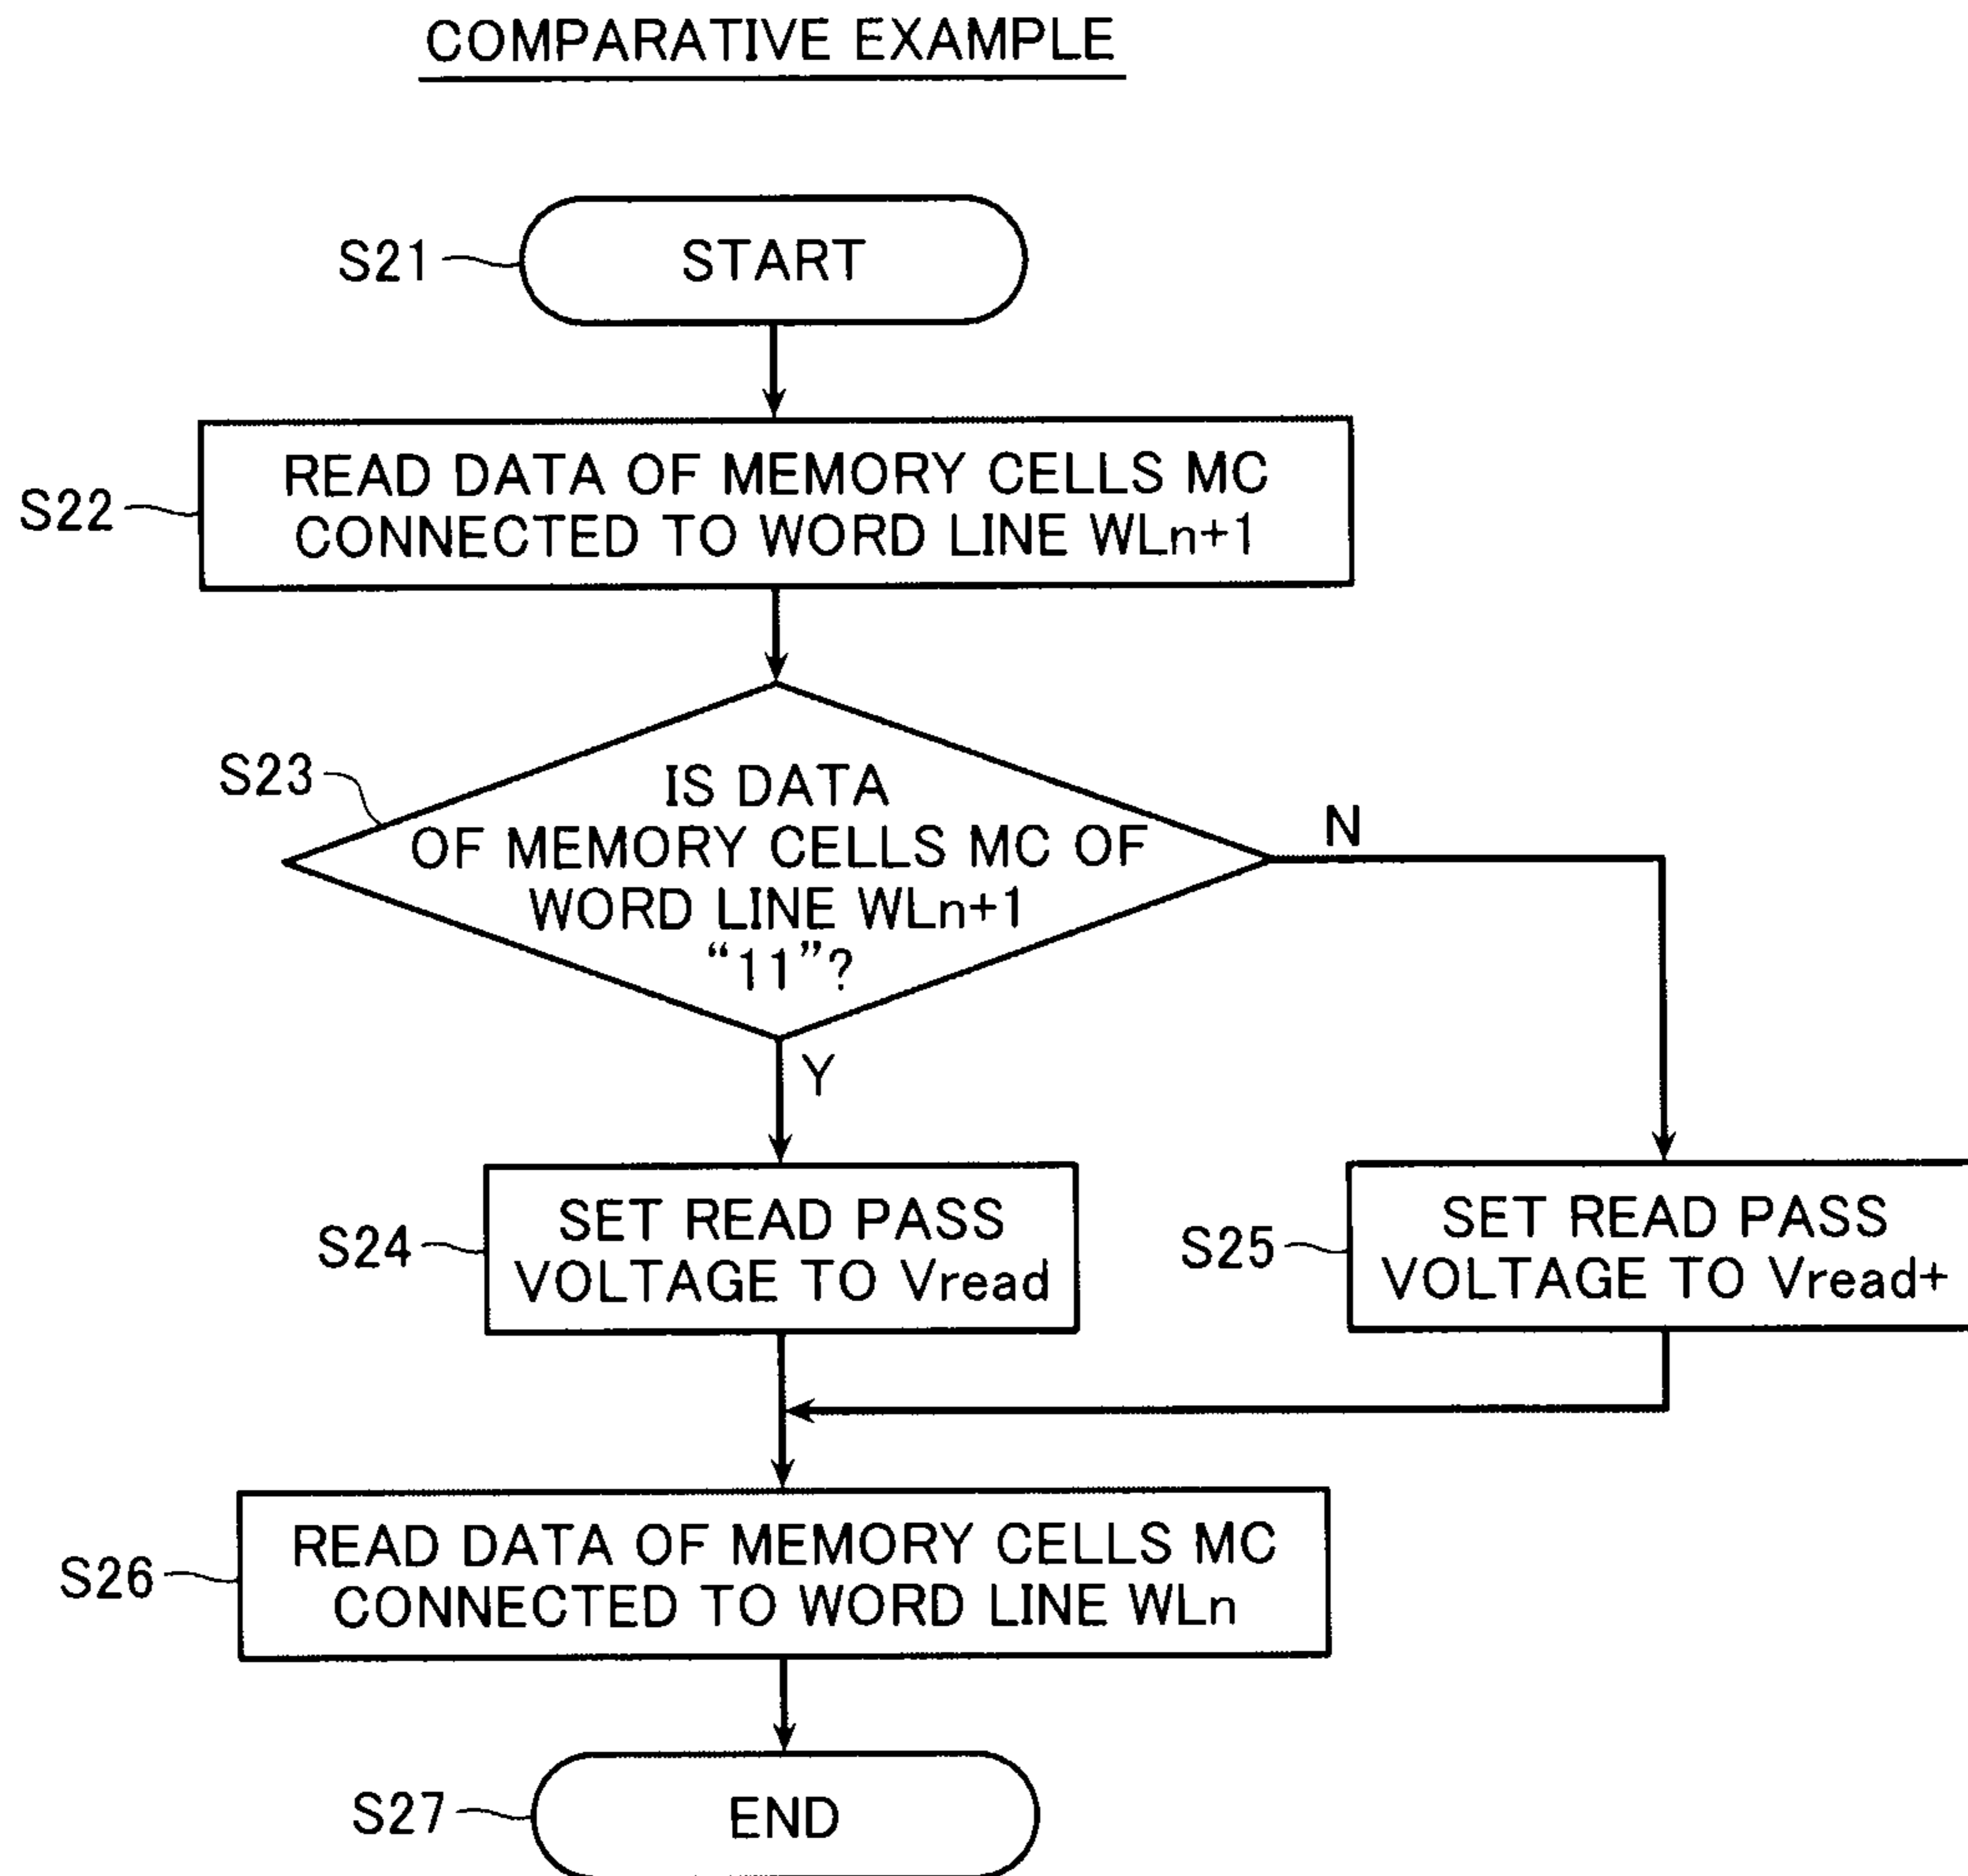 COMPARATIVE EXAMPLE
S21
START
S22
READ DATA OF MEMORY CELLS MC
CONNECTED TO WORD LINE WLn+1
S23
IS DATA
OF MEMORY CELLS MC OF
WORD LINE WLn+1
“11”?
N
Y
S24
SET READ PASS
VOLTAGE TO Vread
S25
SET READ PASS
VOLTAGE TO Vread+
S26
READ DATA OF MEMORY CELLS MC
CONNECTED TO WORD LINE WLn
S27
END